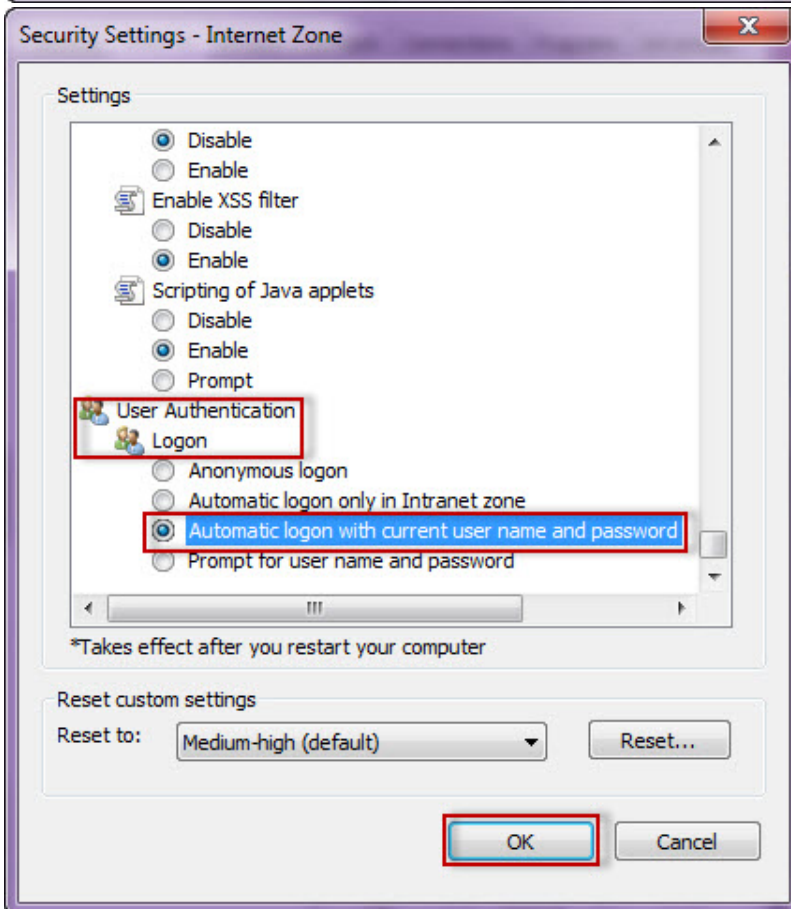 Security Settings - Internet Zone
Settings
Disable
Enable
Enable XSS filter
Disable
Enable
Scripting of Java applets
Disable
Enable
Prompt
User Authentication
Logon
Anonymous logon
Automatic logon only in Intranet zone
Automatic logon with current user name and password
Prompt for user name and password
*Takes effect after you restart your computer
Reset custom settings
Reset to: Medium-high (default) Reset...
OK Cancel